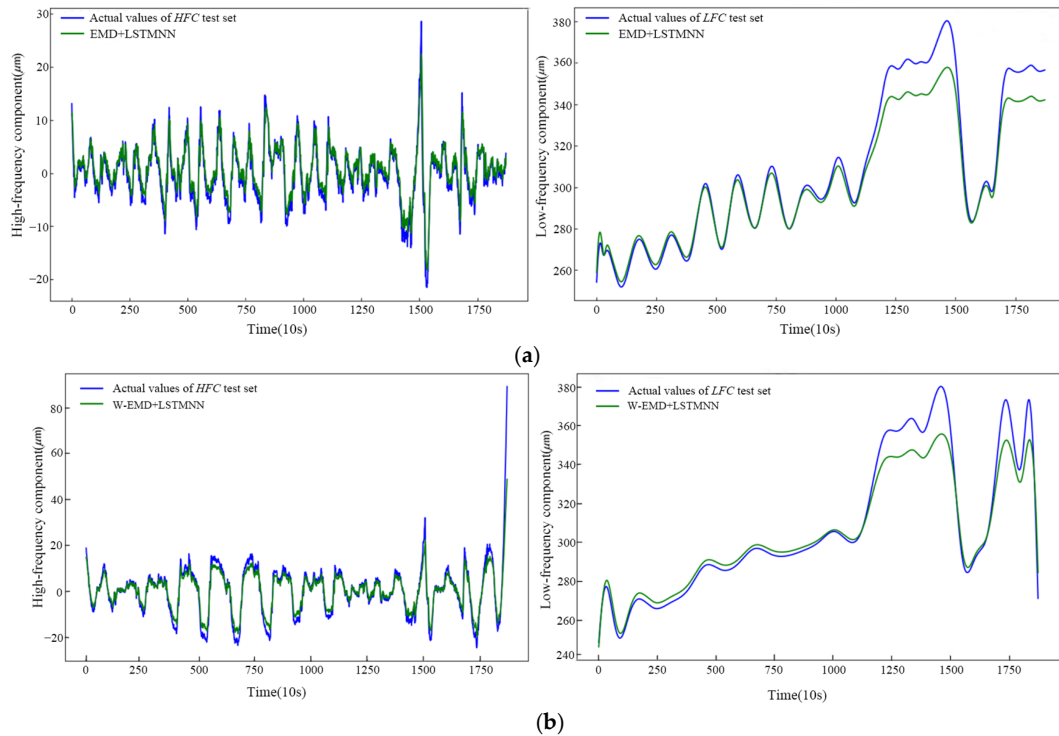 Actual values of HFC test set
EMD+LSTMNN
High-frequency component(μm)
30
20
10
0
−10
−20
0 250 500 750 1000 1250 1500 1750
Time(10s)
Actual values of LFC test set
EMD+LSTMNN
Low-frequency component(μm)
380
360
340
320
300
280
260
0 250 500 750 1000 1250 1500 1750
Time(10s)
(a)
Actual values of HFC test set
W-EMD+LSTMNN
High-frequency component(μm)
80
60
40
20
0
−20
0 250 500 750 1000 1250 1500 1750
Time(10s)
Actual values of LFC test set
W-EMD+LSTMNN
Low-frequency component(μm)
380
360
340
320
300
280
260
240
0 250 500 750 1000 1250 1500 1750
Time(10s)
(b)